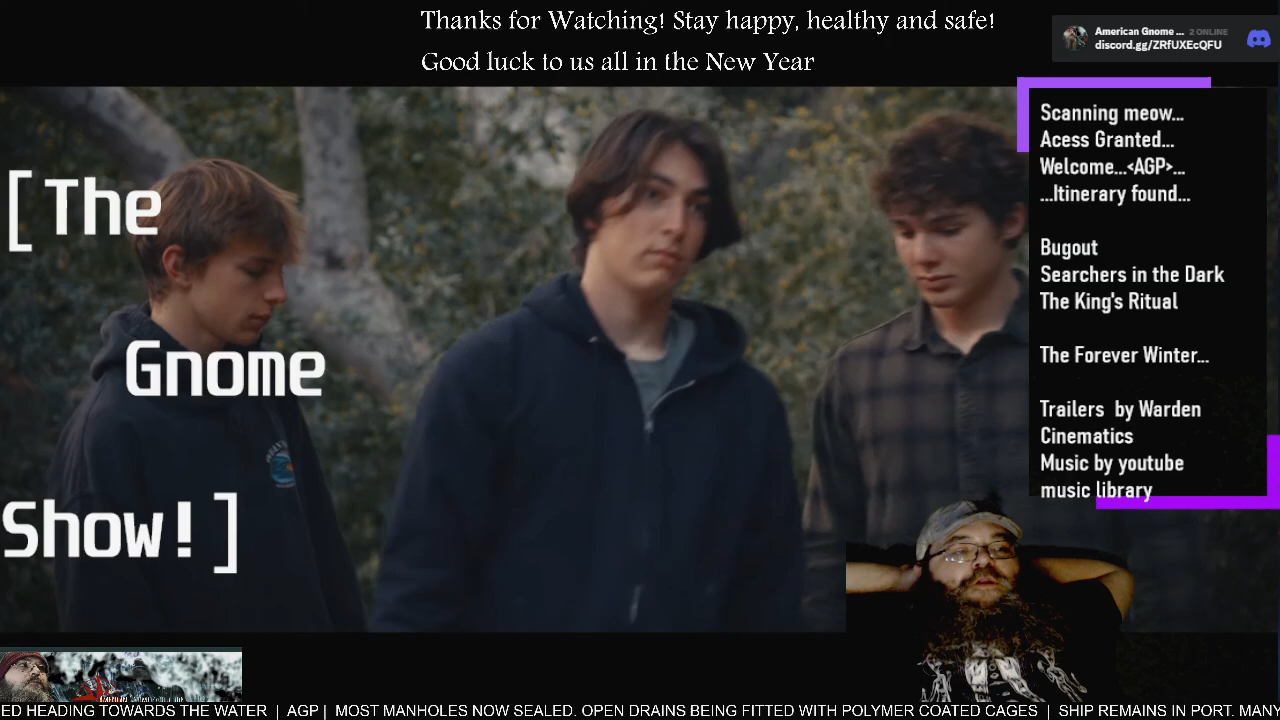 Thanks for Watching! Stay happy, healthy and safe!
Good luck to us all in the New Year
American Gnome ... 2 ONLINE
discord.gg/ZRfUXEcQFU
[The
Gnome
Show!]
Scanning meow...
Acess Granted...
Welcome...<AGP>...
...Itinerary found...
Bugout
Searchers in the Dark
The King's Ritual
The Forever Winter...
Trailers by Warden
Cinematics
Music by youtube
music library
ED HEADING TOWARDS THE WATER | AGP | MOST MANHOLES NOW SEALED. OPEN DRAINS BEING FITTED WITH POLYMER COATED CAGES | SHIP REMAINS IN PORT. MANY